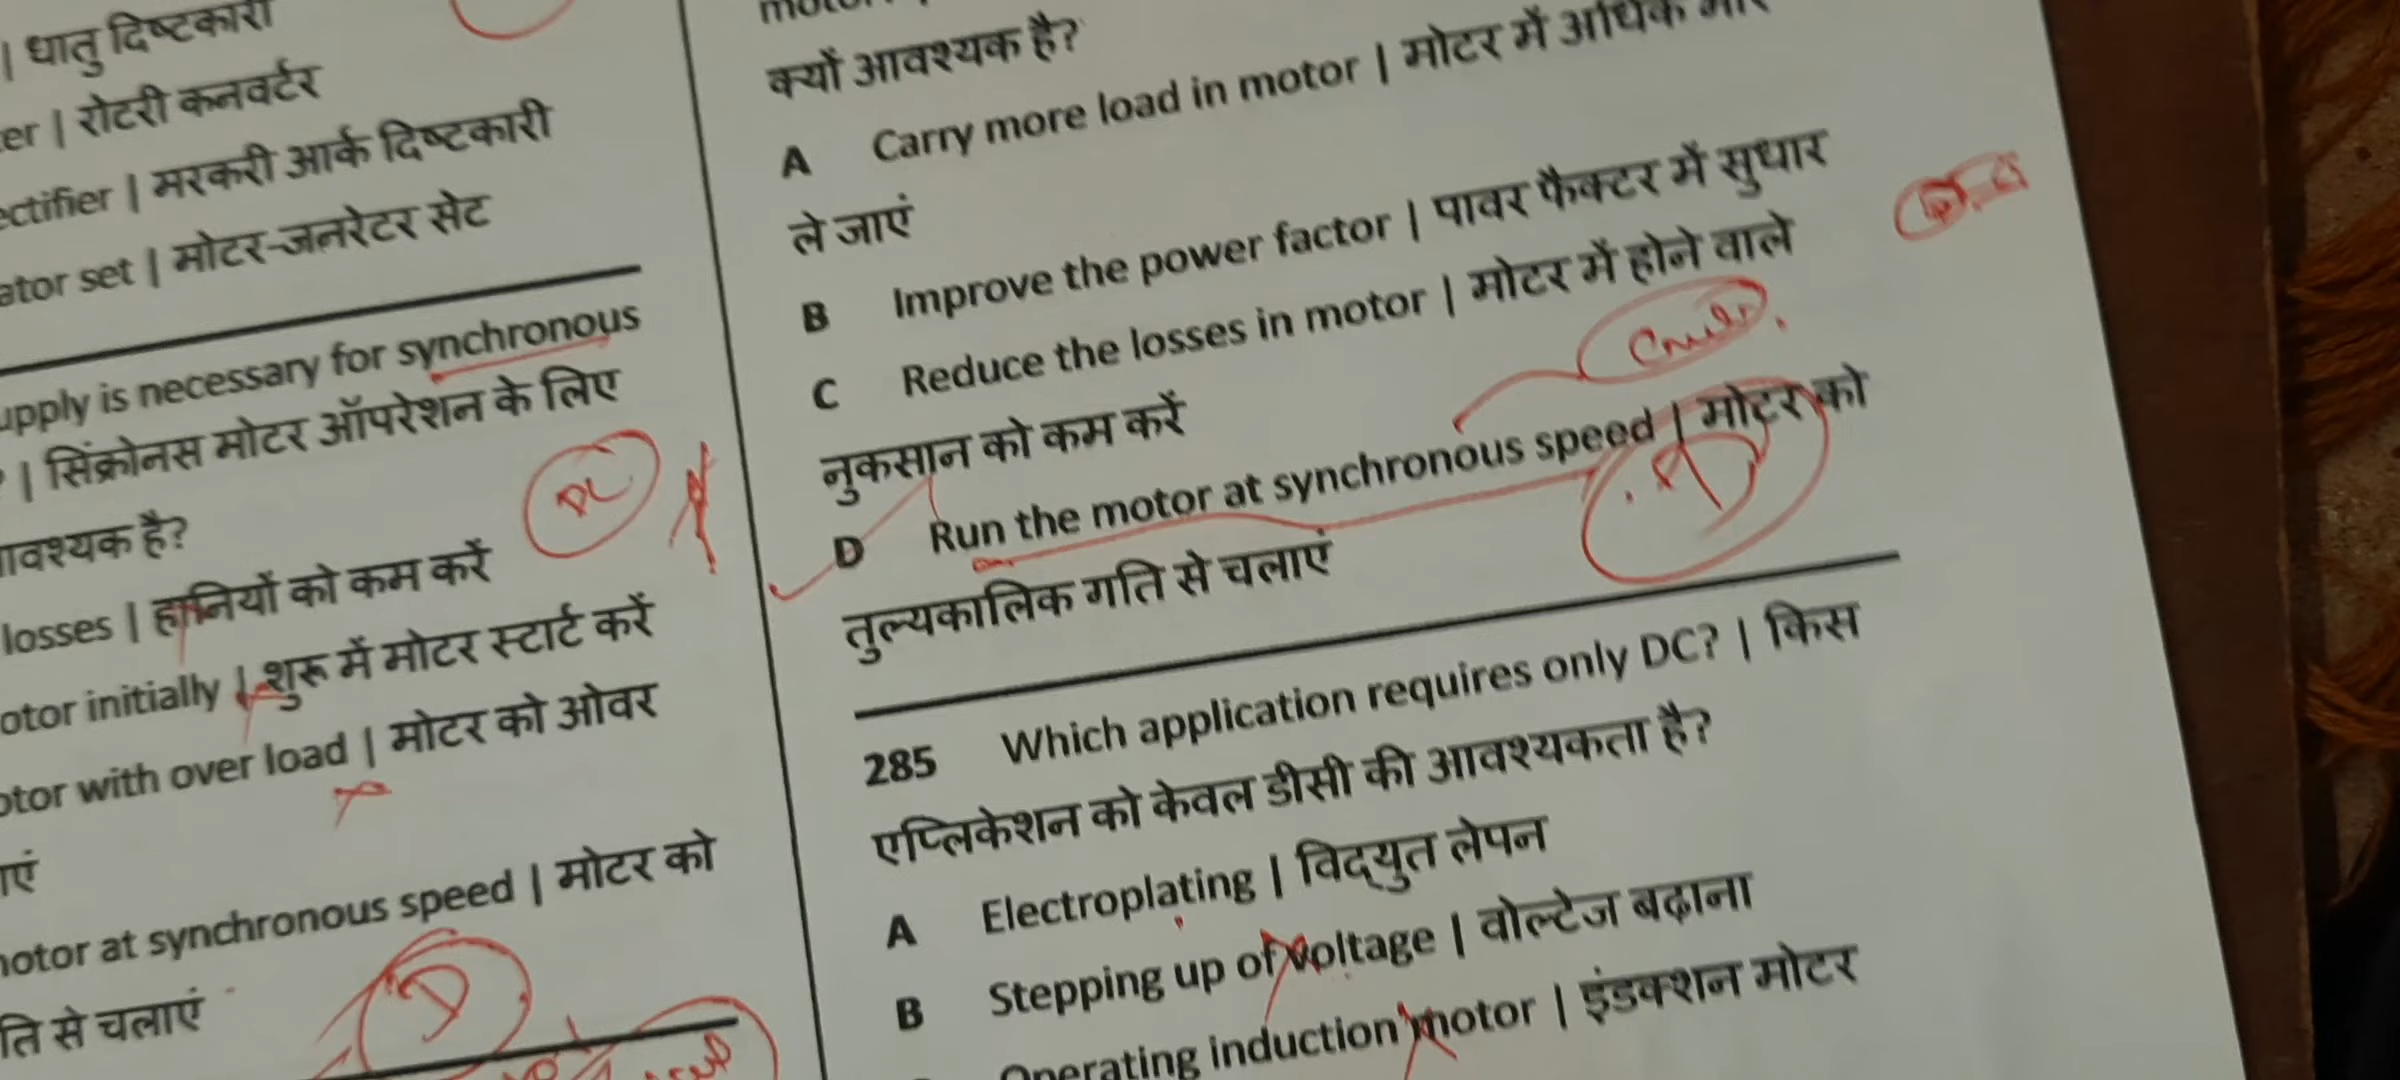 | धातु दिष्टकारी
er | रोटरी कनवर्टर
ectifier | मरकरी आर्क दिष्टकारी
ator set | मोटर-जनरेटर सेट
upply is necessary for synchronous
? | सिंक्रोनस मोटर ऑपरेशन के लिए
आवश्यक है?
DC
losses | हानियों को कम करें
otor initially | शुरू में मोटर स्टार्ट करें
otor with over load | मोटर को ओवर
एं
motor at synchronous speed | मोटर को
ति से चलाएं
D
क्यों आवश्यक है?
A Carry more load in motor | मोटर में अधिक भार
ले जाएं
B Improve the power factor | पावर फैक्टर में सुधार
C Reduce the losses in motor | मोटर में होने वाले
नुकसान को कम करें
D Run the motor at synchronous speed | मोटर को
तुल्यकालिक गति से चलाएं
D
285 Which application requires only DC? | किस
एप्लिकेशन को केवल डीसी की आवश्यकता है?
A Electroplating | विद्युत लेपन
B Stepping up of voltage | वोल्टेज बढ़ाना
Operating induction motor | इंडक्शन मोटर